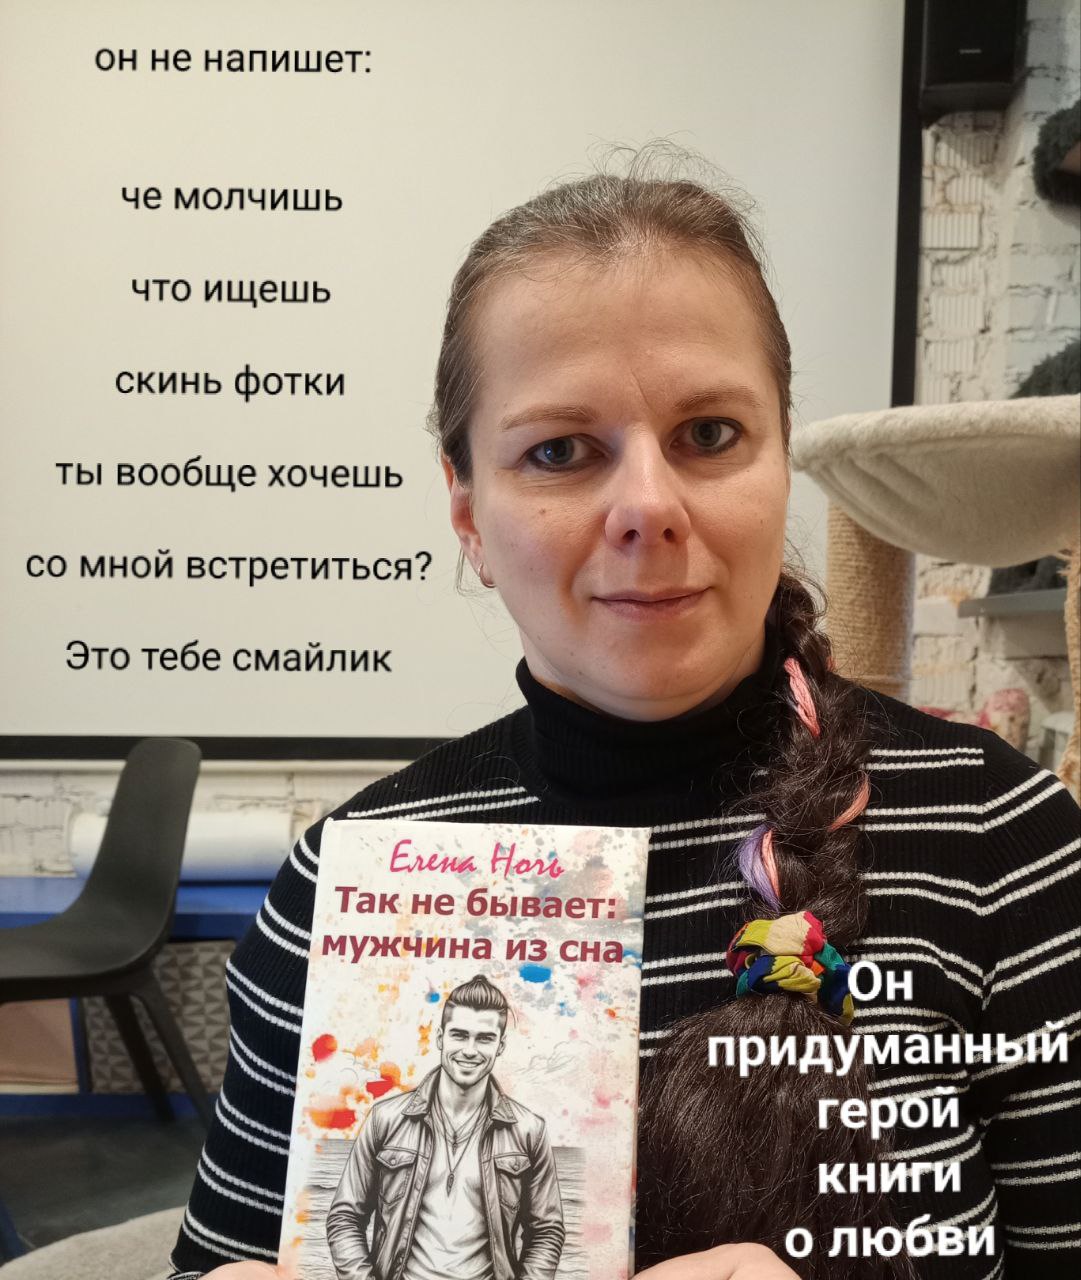 он не напишет:
че молчишь
что ищешь
скинь фотки
ты вообще хочешь
со мной встретиться?
Это тебе смайлик
Елена Ночь
Так не бывает:
мужчина из сна
Он
придуманный
герой
книги
о любви